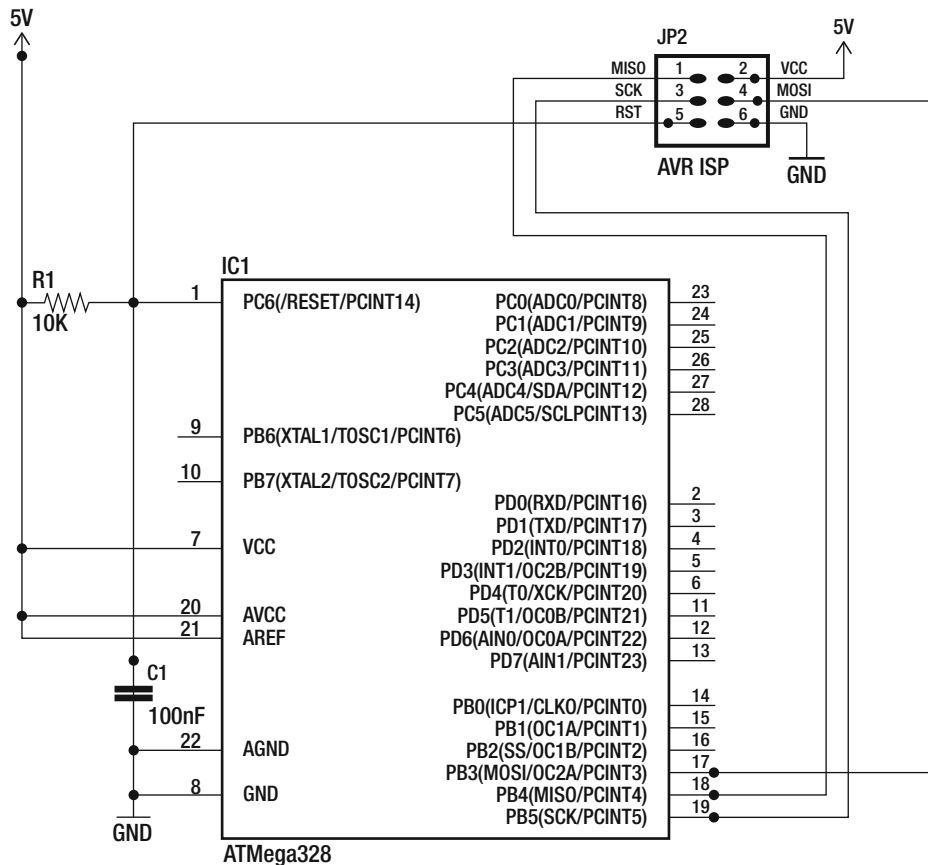 5V
JP2
5V
MISO 1 2 VCC
SCK 3 4 MOSI
RST 5 6 GND
AVR ISP
GND
IC1
R1
10K
1 PC6(/RESET/PCINT14)
PC0(ADC0/PCINT8) 23
PC1(ADC1/PCINT9) 24
PC2(ADC2/PCINT10) 25
PC3(ADC3/PCINT11) 26
PC4(ADC4/SDA/PCINT12) 27
PC5(ADC5/SCLPCINT13) 28
9 PB6(XTAL1/TOSC1/PCINT6)
10 PB7(XTAL2/TOSC2/PCINT7)
PD0(RXD/PCINT16) 2
PD1(TXD/PCINT17) 3
7 VCC
PD2(INT0/PCINT18) 4
PD3(INT1/OC2B/PCINT19) 5
PD4(T0/XCK/PCINT20) 6
20 AVCC
PD5(T1/OC0B/PCINT21) 11
21 AREF
PD6(AIN0/OC0A/PCINT22) 12
PD7(AIN1/PCINT23) 13
C1
100nF
PB0(ICP1/CLKO/PCINT0) 14
PB1(OC1A/PCINT1) 15
22 AGND
PB2(SS/OC1B/PCINT2) 16
PB3(MOSI/OC2A/PCINT3) 17
8 GND
PB4(MISO/PCINT4) 18
PB5(SCK/PCINT5) 19
GND
ATMega328